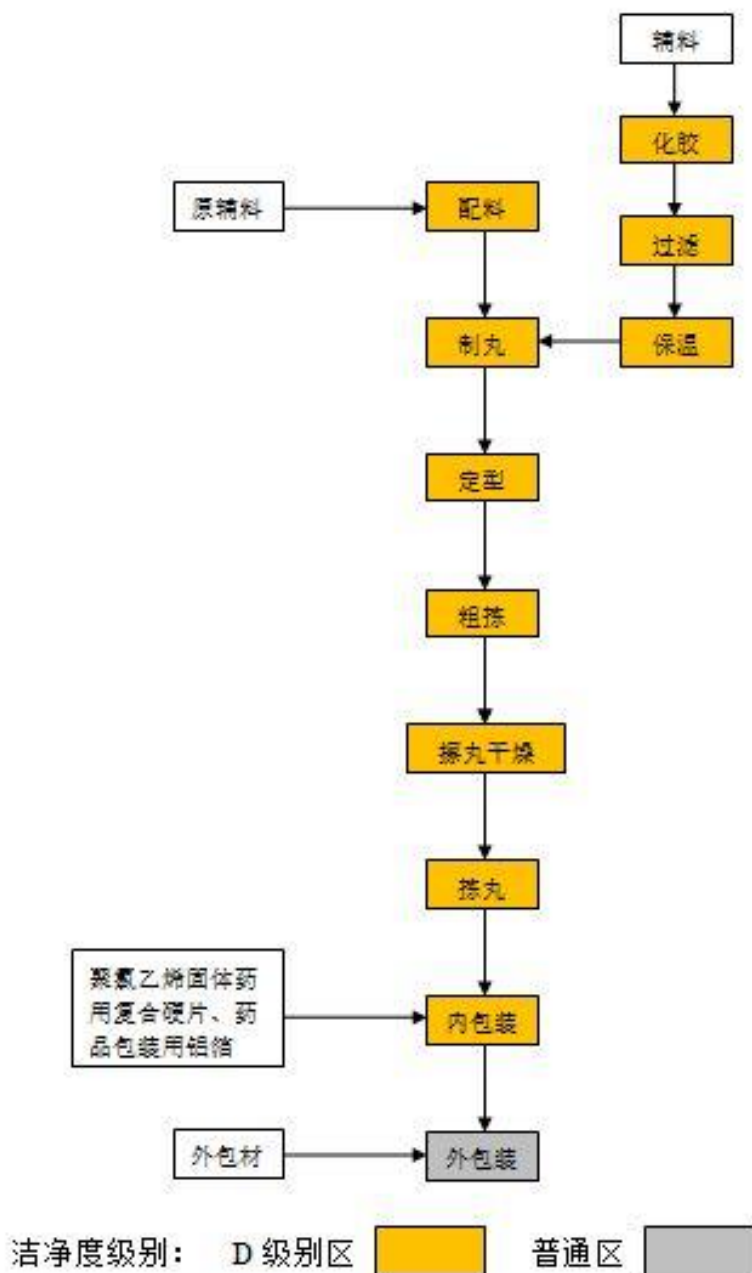 辅料
化胶
原辅料
配料
过滤
制丸
保温
定型
粗拣
擦丸干燥
拣丸
聚氯乙烯固体药
用复合硬片、药
品包装用铝箔
内包装
外包材
外包装
洁净度级别： D 级别区 普通区